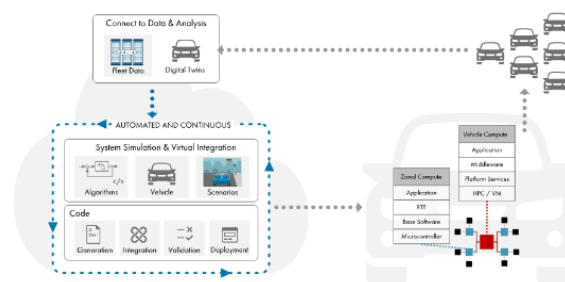 Connect to Data & Analysis
Fleet Data
Digital Twins
AUTOMATED AND CONTINUOUS
System Simulation & Virtual Integration
Algorithms
Vehicle
Scenarios
Code
Generation
Integration
Validation
Deployment
Zonal Compute
Application
RTE
Base Software
Microcontroller
Vehicle Compute
Application
Middleware
Platform Services
HPC / VM